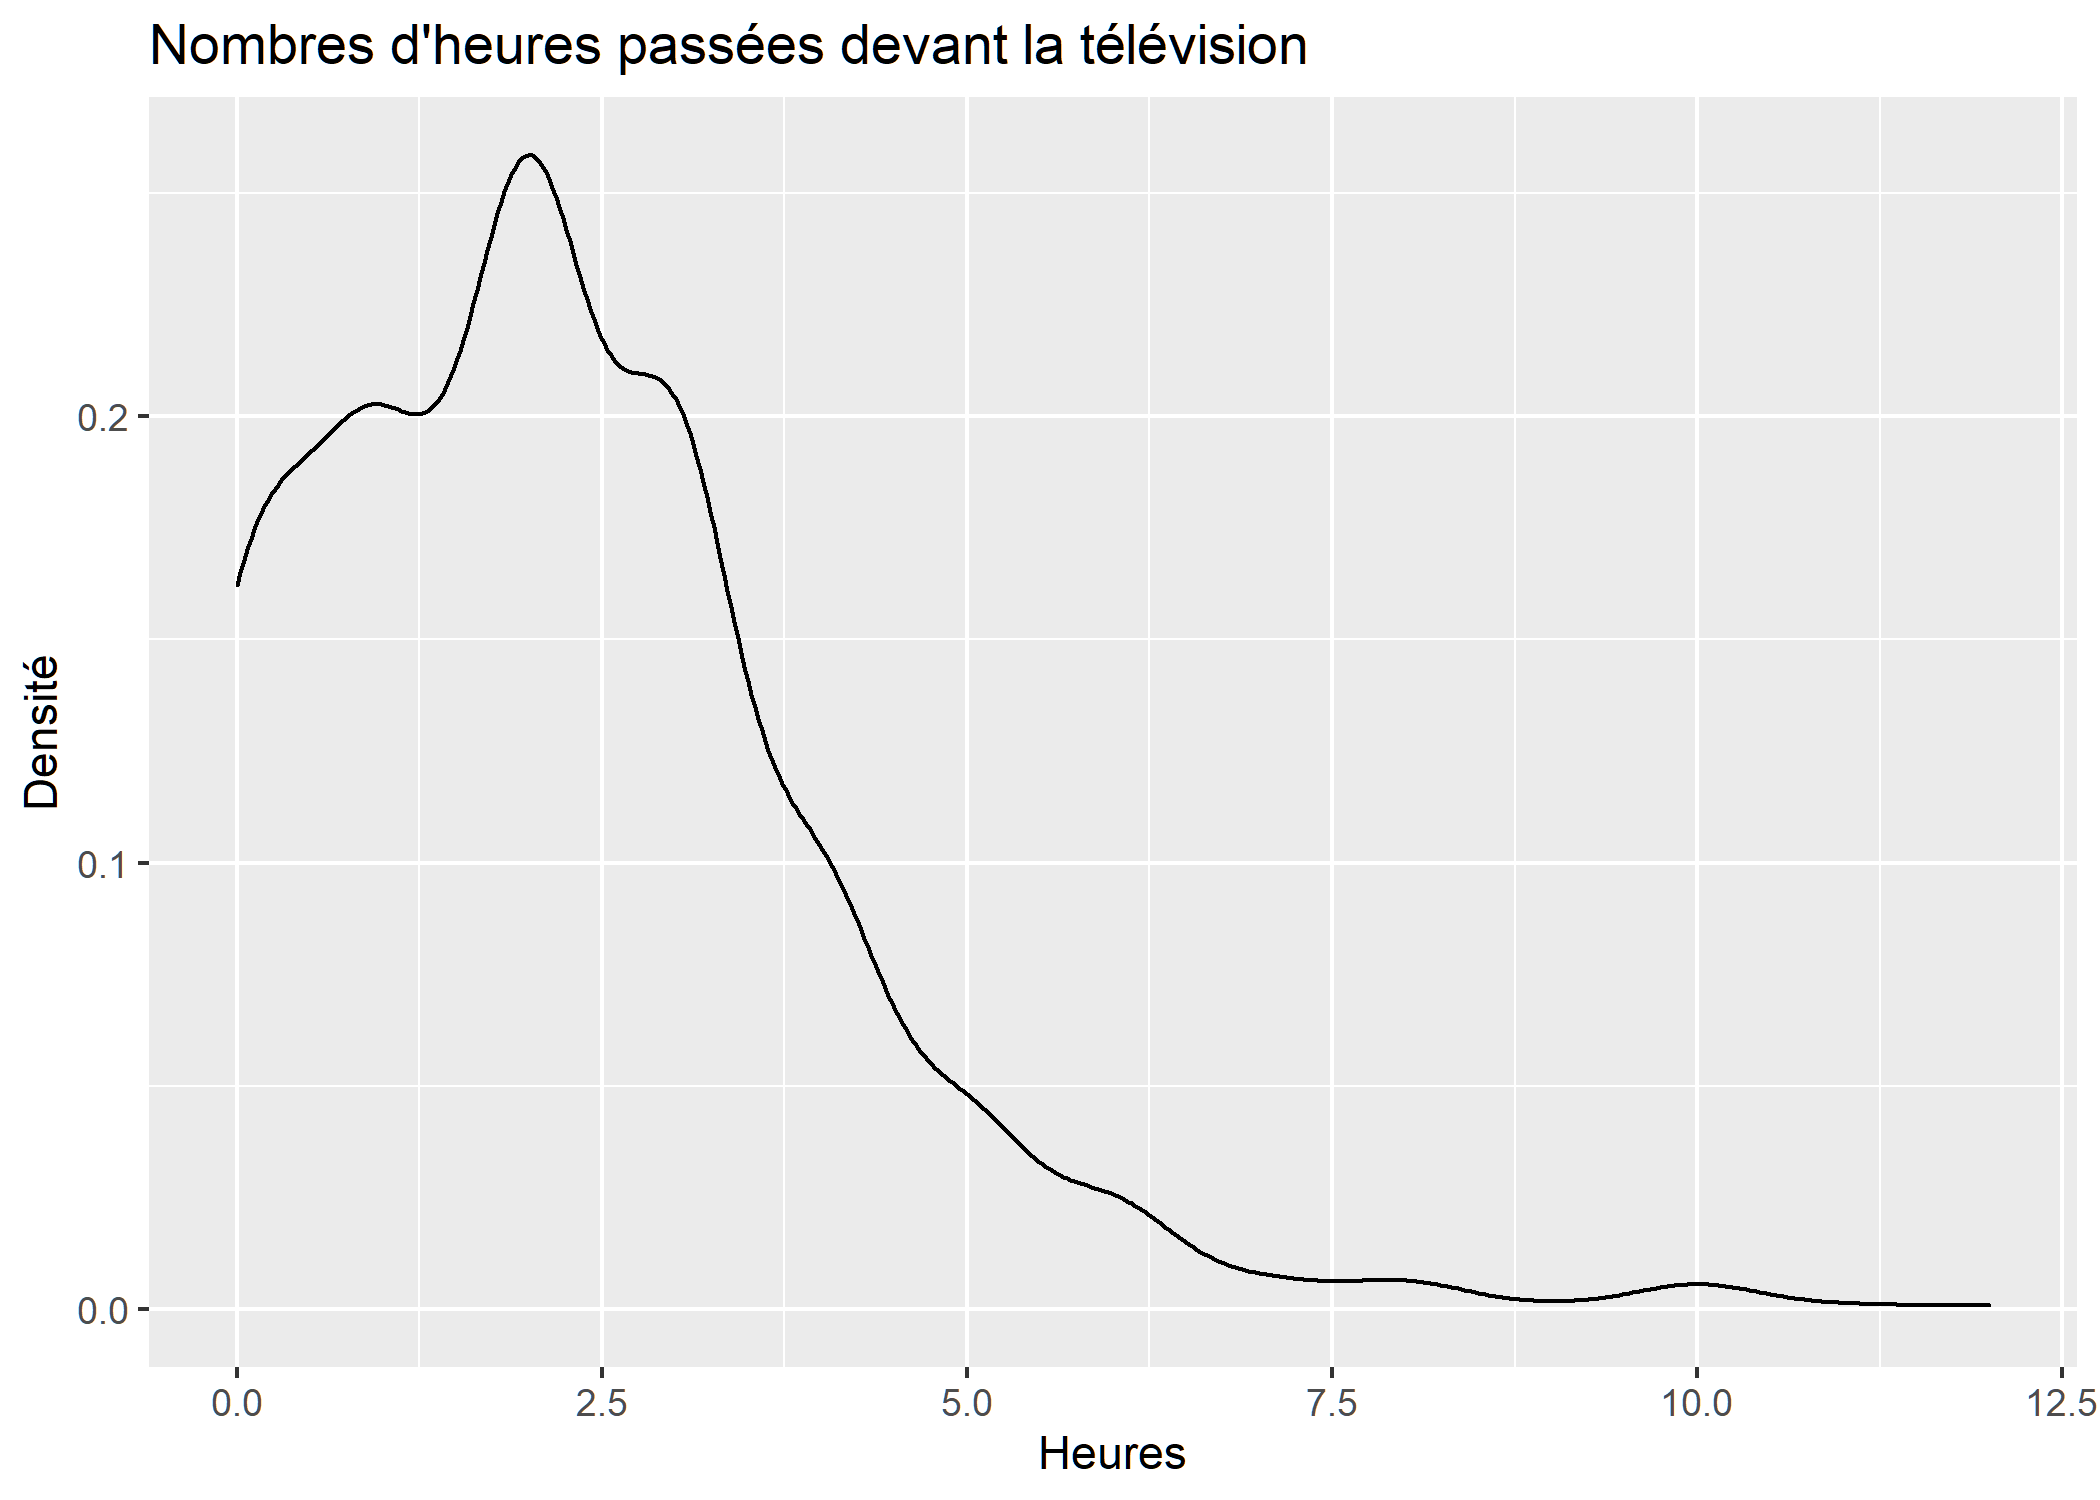 Nombres d'heures passées devant la télévision
Densité
0.2
0.1
0.0
0.0 2.5 5.0 7.5 10.0 12.5
Heures